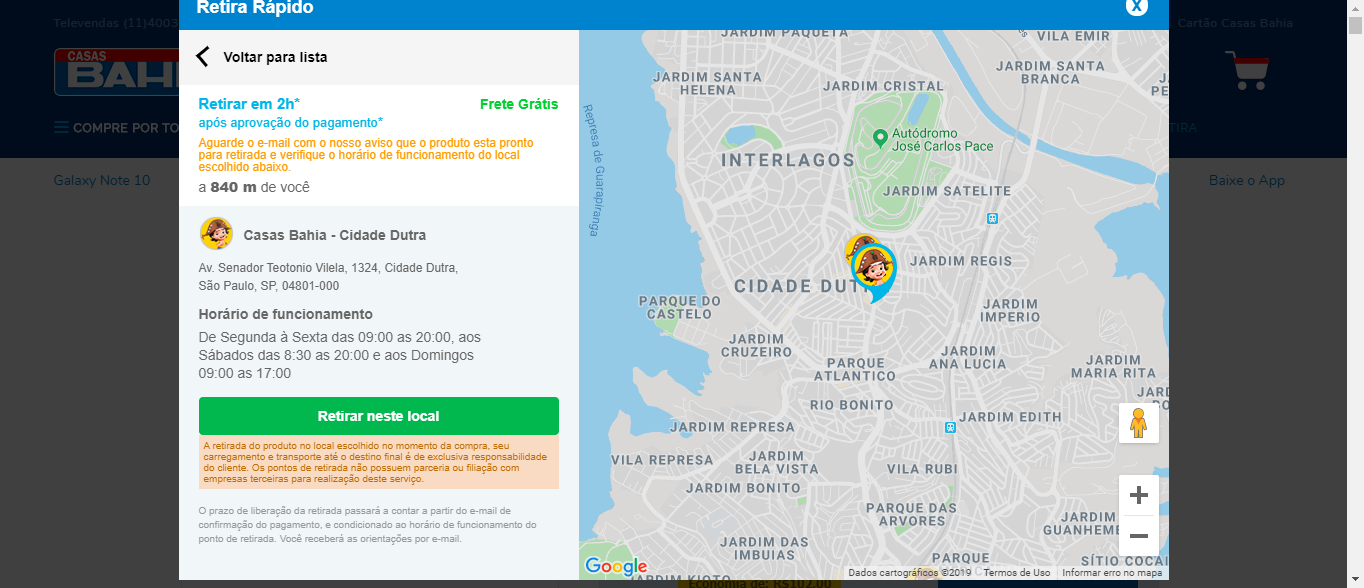 Televendas (11)4003
Cartão Casas Bahia
CASAS
BAHI
COMPRE POR TO
TIRA
Galaxy Note 10
Baixe o App
Retira Rápido
X
Voltar para lista
Retirar em 2h*
Frete Grátis
após aprovação do pagamento*
Aguarde o e-mail com o nosso aviso que o produto esta pronto
para retirada e verifique o horário de funcionamento do local
escolhido abaixo.
a 840 m de você
Casas Bahia - Cidade Dutra
Av. Senador Teotonio Vilela, 1324, Cidade Dutra,
São Paulo, SP, 04801-000
Horário de funcionamento
De Segunda à Sexta das 09:00 as 20:00, aos
Sábados das 8:30 as 20:00 e aos Domingos
09:00 as 17:00
Retirar neste local
A retirada do produto no local escolhido no momento da compra, seu
carregamento e transporte até o destino final é de exclusiva responsabilidade
do cliente. Os pontos de retirada não possuem parceria ou filiação com
empresas terceiras para realização deste serviço.
O prazo de liberação da retirada passará a contar a partir do e-mail de
confirmação do pagamento, e condicionado ao horário de funcionamento do
ponto de retirada. Você receberá as orientações por e-mail.
JARDIM PAQUETA
VILA EMIR
JARDIM SANTA
HELENA
JARDIM CRISTAL
JARDIM SANTA
BRANCA
Represa de Guarapiranga
Autódromo
José Carlos Pace
INTERLAGOS
JARDIM SATELITE
JARDIM REGIS
CIDADE DUT
PARQUE DO
CASTELO
JARDIM
IMPERIO
JARDIM
CRUZEIRO
JARDIM
ANA LUCIA
PARQUE
ATLANTICO
JARDIM
MARIA RITA
RIO BONITO
JARDIM EDITH
JARDIM REPRESA
VILA REPRESA
JARDIM
BELA VISTA
VILA RUBI
JARDIM BONITO
PARQUE DAS
ARVORES
JARDIM
GUANHEM
JARDIM DAS
IMBUIAS
PARQUE
SÍTIO COCAI
JARDIM KIOTO
Google
Dados cartográficos ©2019
Termos de Uso
Informar erro no mapa
Economia de: R$102,00